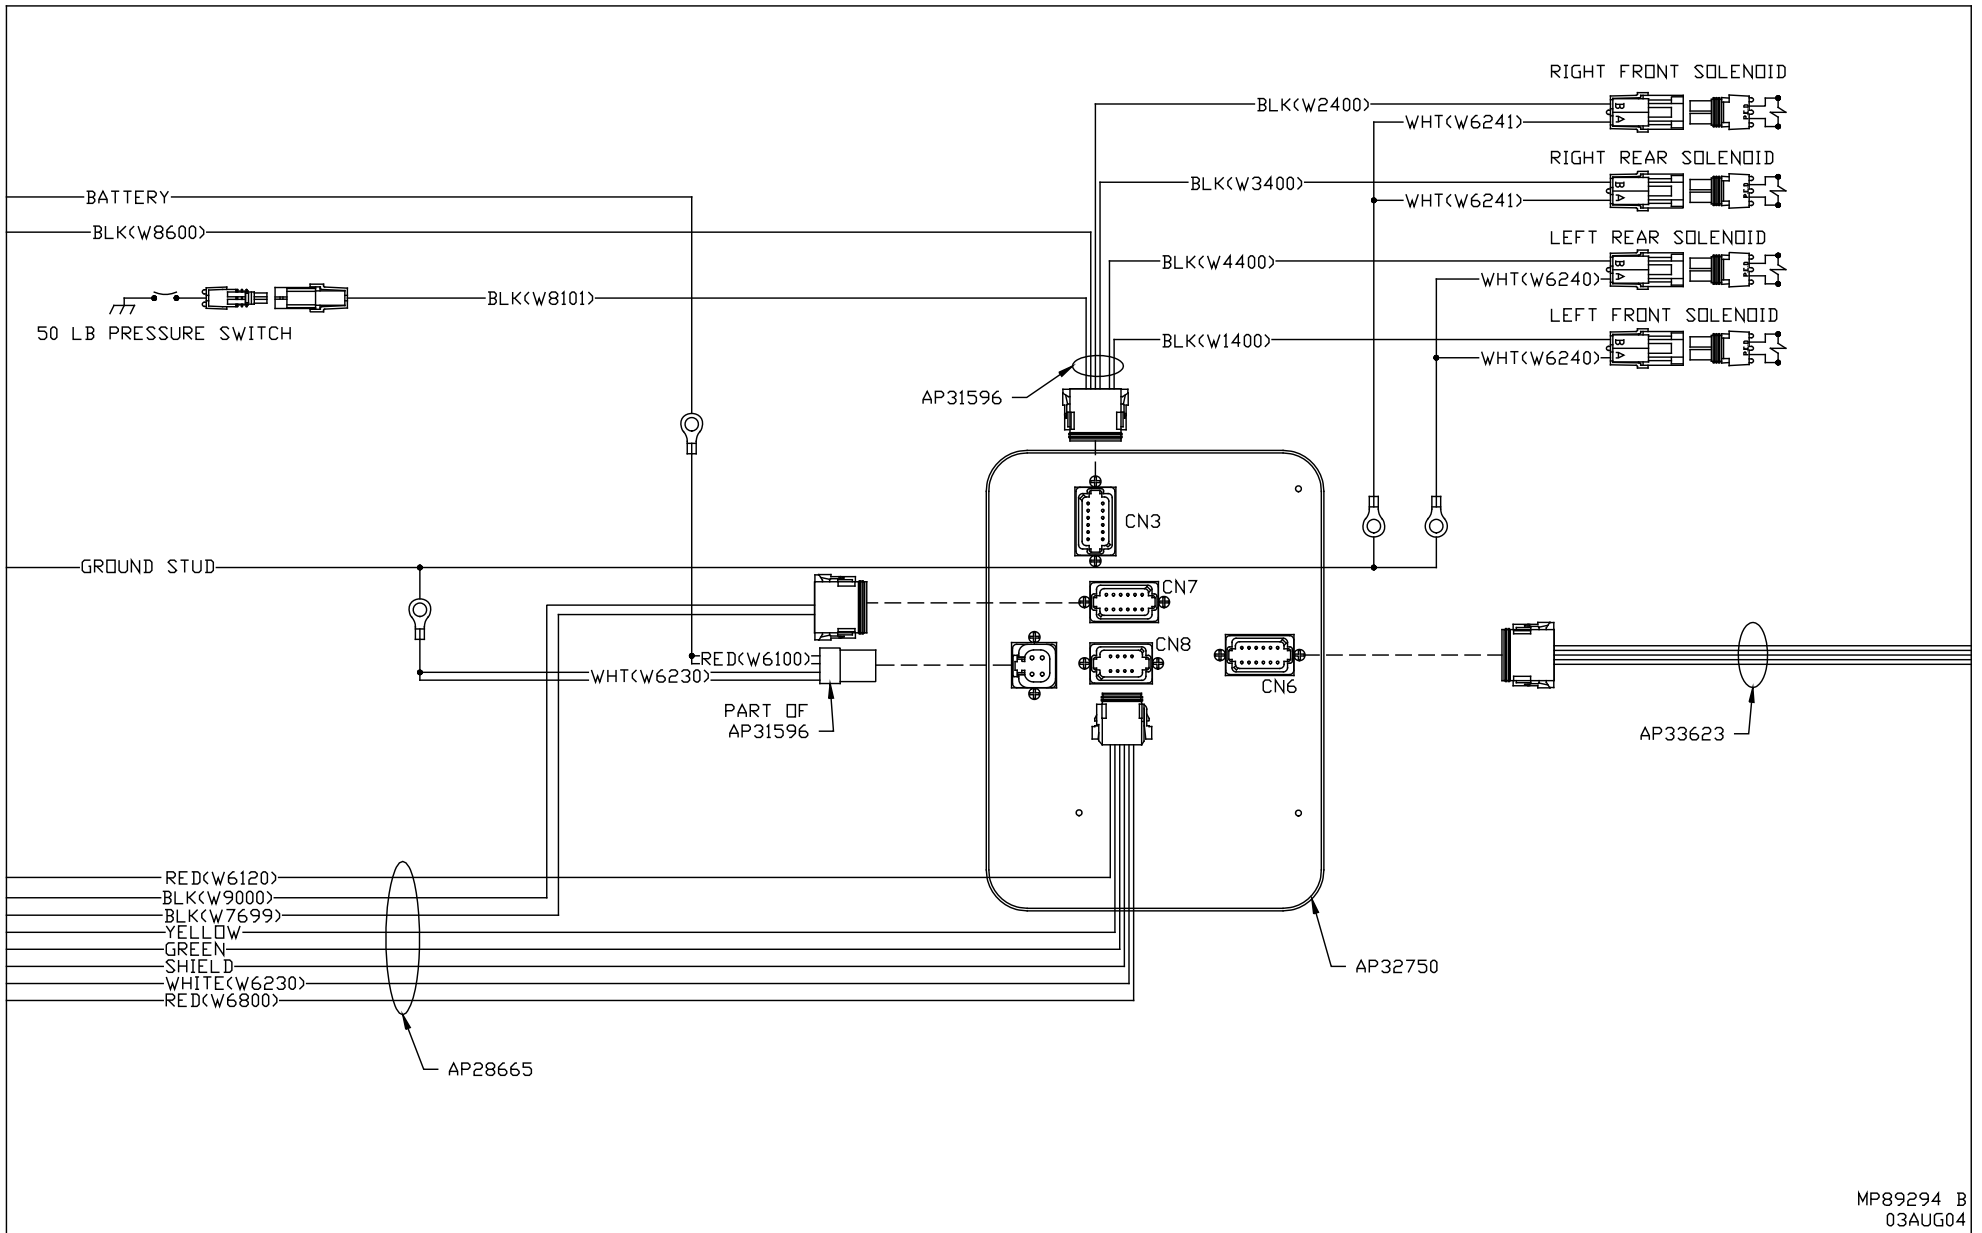 RIGHT FRONT SOLENOID
BLK(W2400)
B
A
WHT(W6241)
RIGHT REAR SOLENOID
BLK(W3400)
B
A
BATTERY
WHT(W6241)
BLK(W8600)
LEFT REAR SOLENOID
BLK(W4400)
B
A
WHT(W6240)
BLK(W8101)
LEFT FRONT SOLENOID
50 LB PRESSURE SWITCH
BLK(W1400)
B
A
WHT(W6240)
AP31596
CN3
GROUND STUD
CN7
CN8
RED(W6100)
WHT(W6230)
CN6
PART OF
AP31596
AP33623
RED(W6120)
BLK(W9000)
BLK(W7699)
YELLOW
GREEN
SHIELD
WHITE(W6230)
RED(W6800)
AP32750
AP28665
MP89294 B
03AUG04